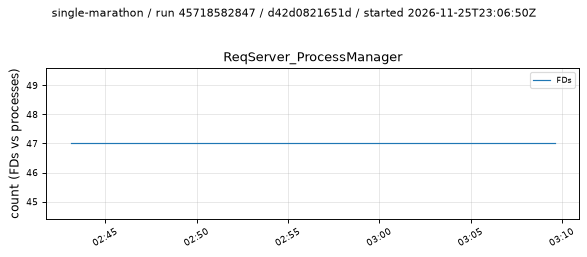 single-marathon / run 45718582847 / d42d0821651d / started 2026-11-25T23:06:50Z
ReqServer_ProcessManager
count (FDs vs processes)
49
48
47
46
45
FDs
02:45
02:50
02:55
03:00
03:05
03:10